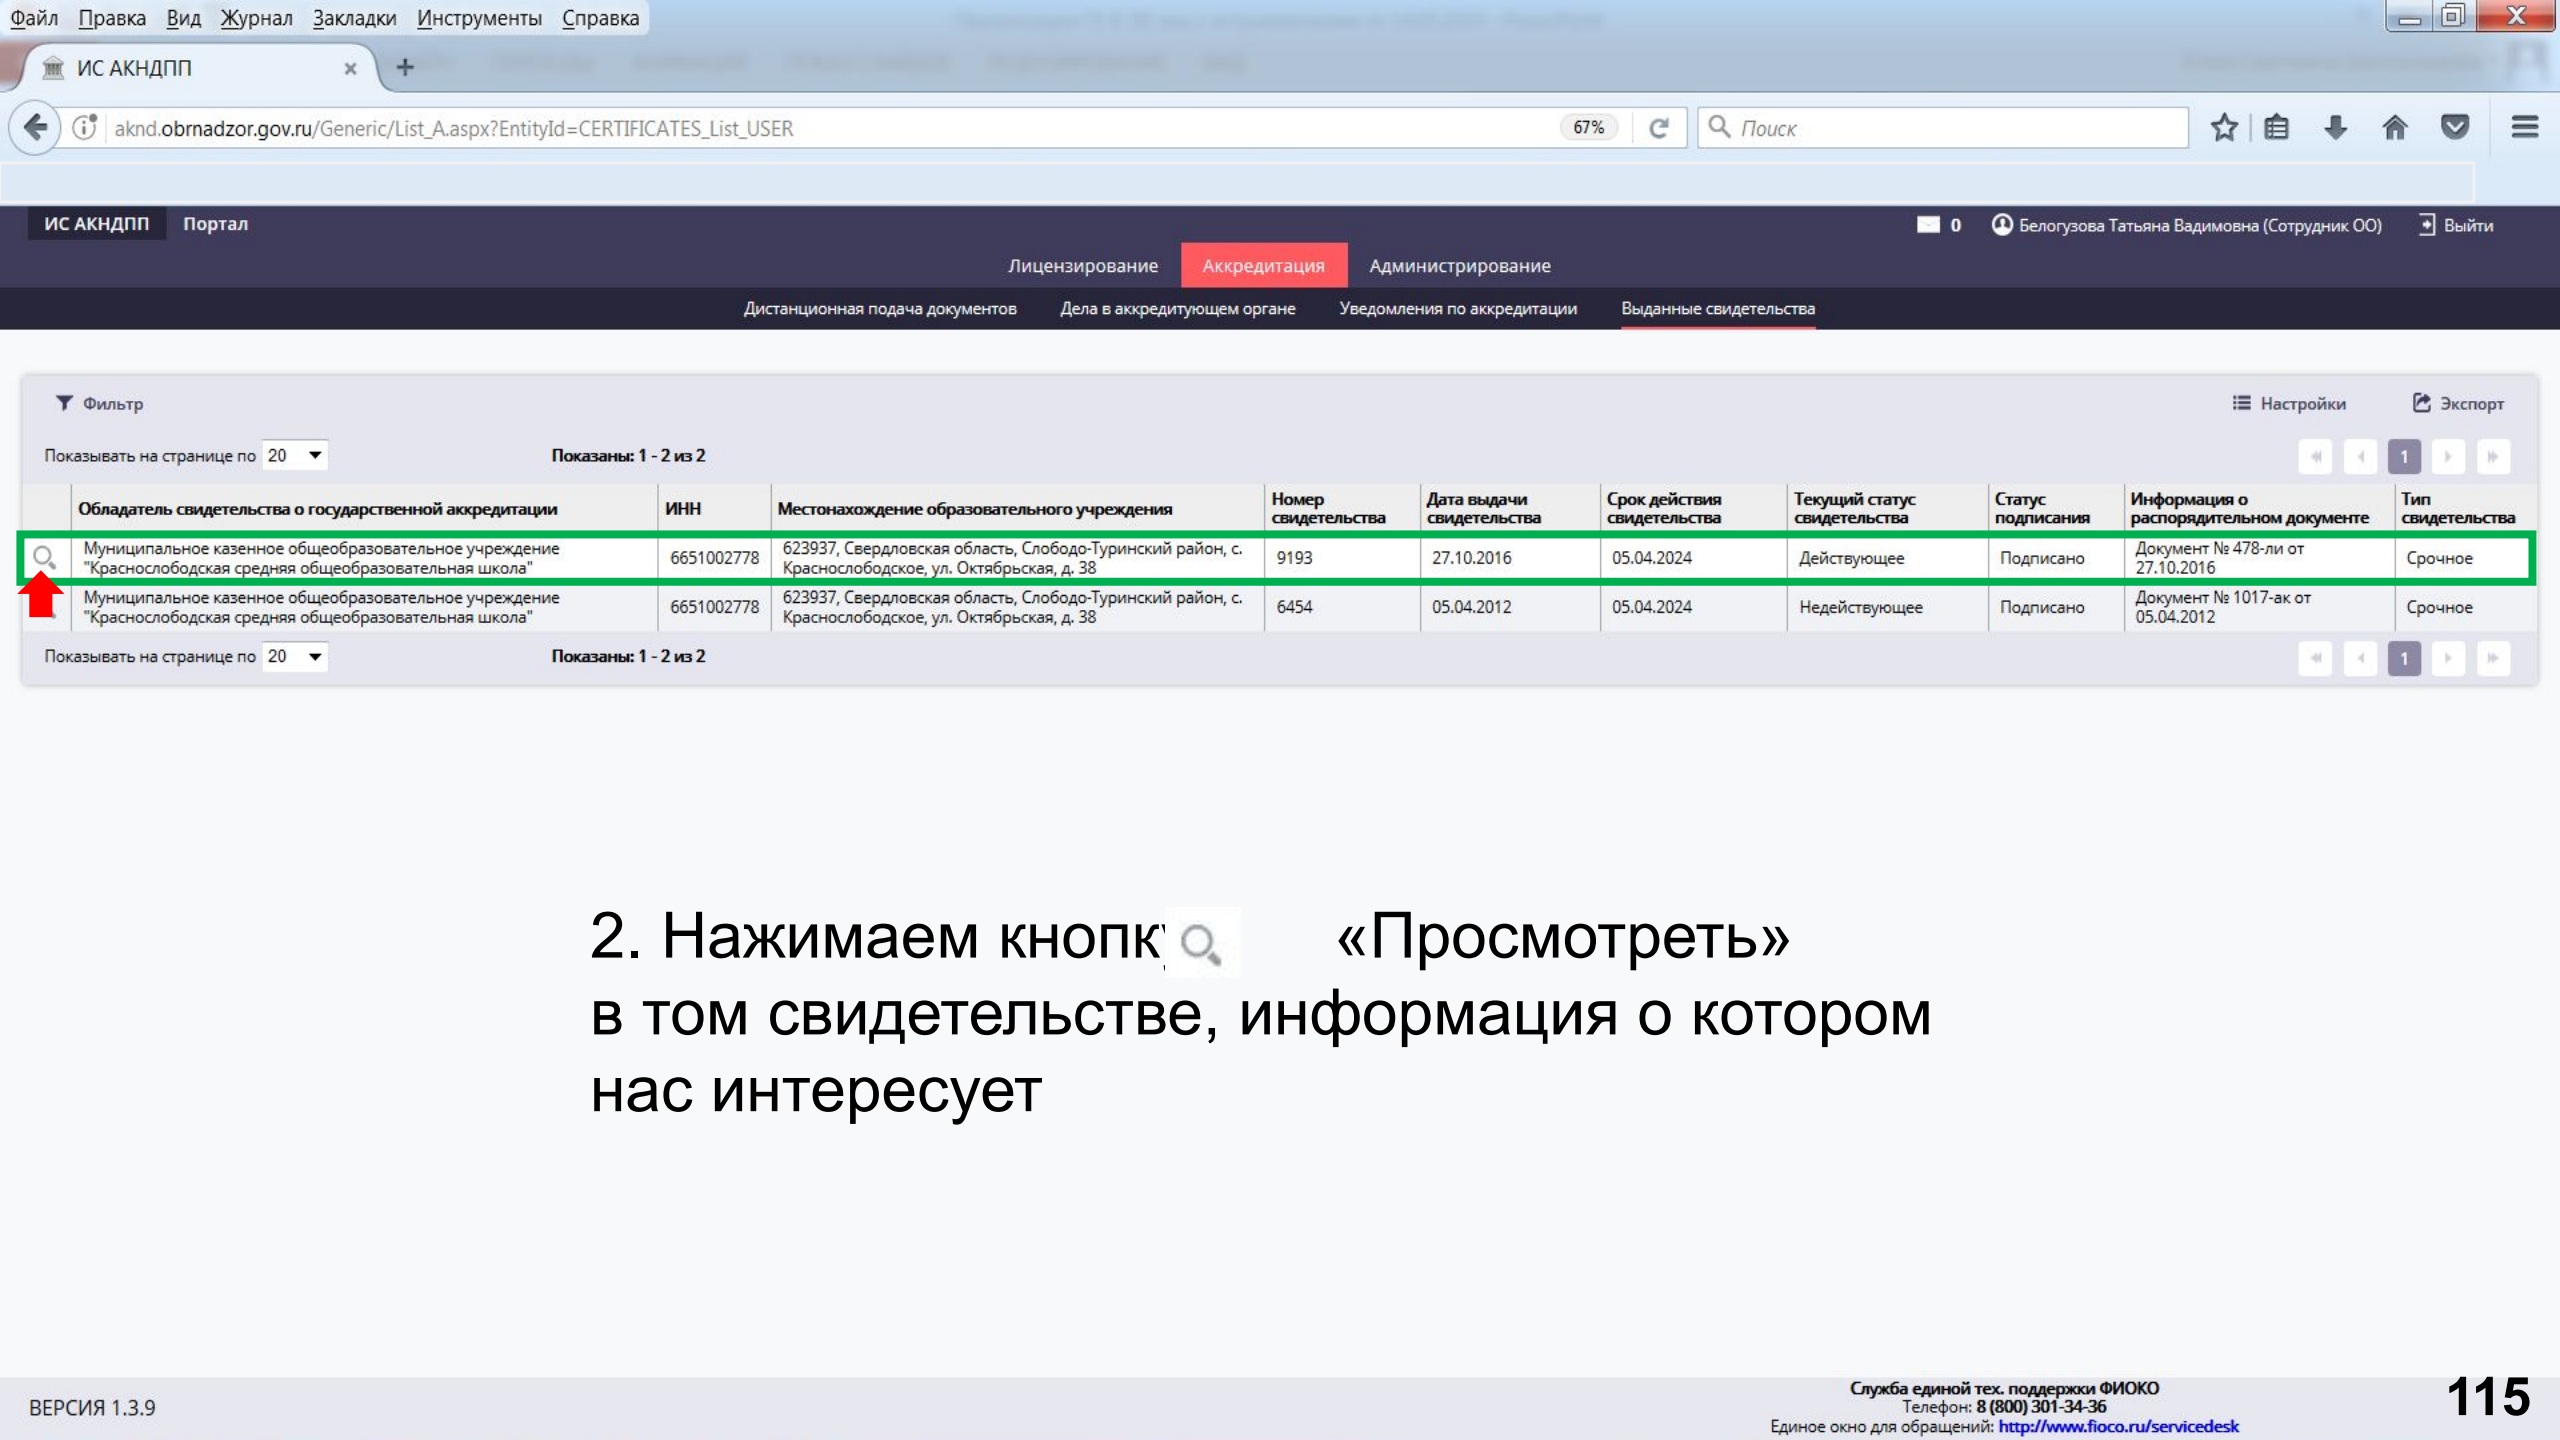 Файл Правка Вид Журнал Закладки Инструменты Справка
ИС АКНДПП
aknd.obrnadzor.gov.ru/Generic/List_A.aspx?EntityId=CERTIFICATES_List_USER 67% Поиск
ИС АКНДПП Портал 0 Белогузова Татьяна Вадимовна (Сотрудник ОО) Выйти
Лицензирование Аккредитация Администрирование
Дистанционная подача документов Дела в аккредитующем органе Уведомления по аккредитации Выданные свидетельства
Фильтр Настройки Экспорт
Показывать на странице по 20 Показаны: 1 - 2 из 2 1
Обладатель свидетельства о государственной аккредитации ИНН Местонахождение образовательного учреждения Номер свидетельства Дата выдачи свидетельства Срок действия свидетельства Текущий статус свидетельства Статус подписания Информация о распорядительном документе Тип свидетельства
Муниципальное казенное общеобразовательное учреждение 6651002778 623937, Свердловская область, Слободо-Туринский район, с. 9193 27.10.2016 05.04.2024 Действующее Подписано Документ № 478-ли от Срочное
"Краснослободская средняя общеобразовательная школа" Краснослободское, ул. Октябрьская, д. 38 27.10.2016
Муниципальное казенное общеобразовательное учреждение 6651002778 623937, Свердловская область, Слободо-Туринский район, с. 6454 05.04.2012 05.04.2024 Недействующее Подписано Документ № 1017-ак от Срочное
"Краснослободская средняя общеобразовательная школа" Краснослободское, ул. Октябрьская, д. 38 05.04.2012
Показывать на странице по 20 Показаны: 1 - 2 из 2 1
2. Нажимаем кнопку «Просмотреть»
в том свидетельстве, информация о котором
нас интересует
ВЕРСИЯ 1.3.9
Служба единой тех. поддержки ФИОКО
Телефон: 8 (800) 301-34-36
Единое окно для обращений: http://www.fioco.ru/servicedesk
115